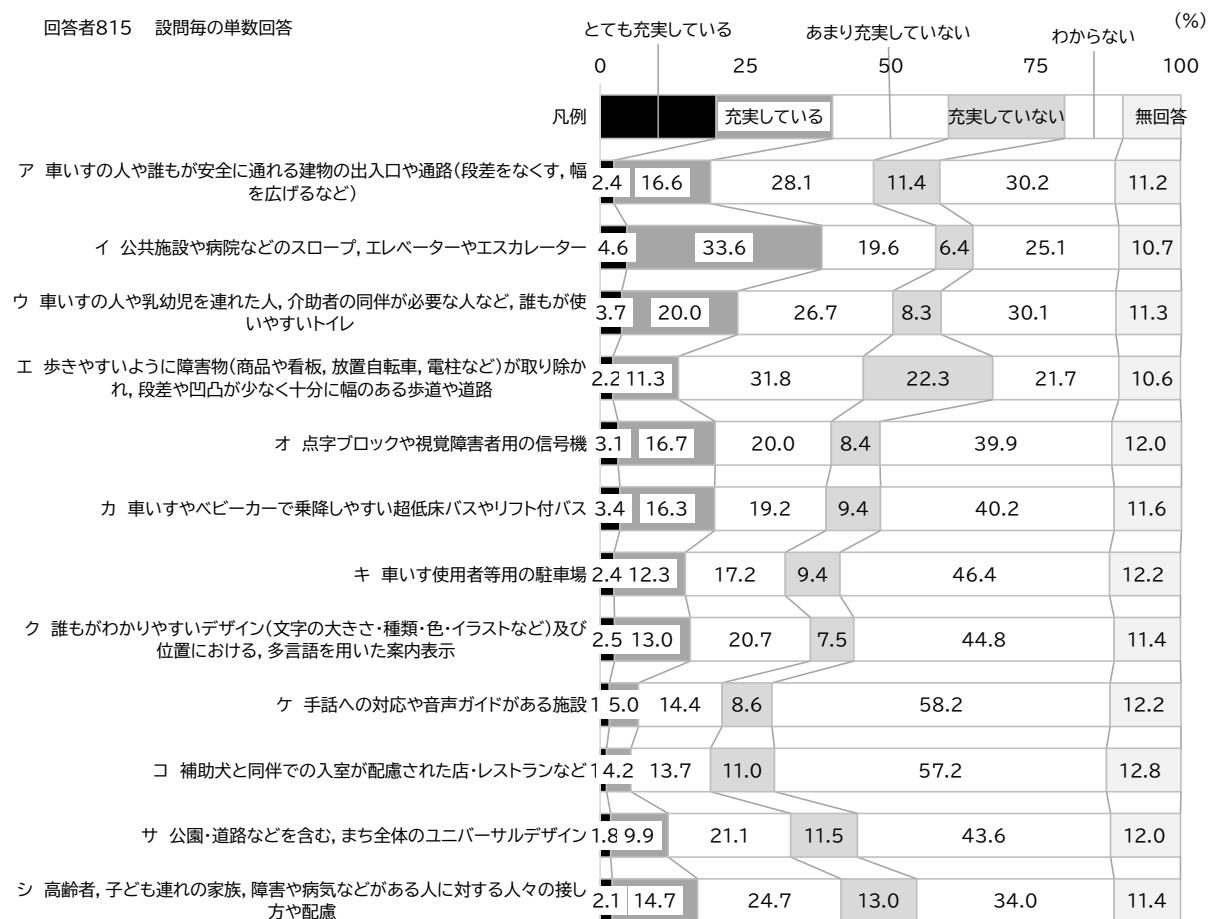 回答者815　設問毎の単数回答
(%)
とても充実している
あまり充実していない
わからない
0 25 50 75 100
凡例 充実している 充実していない 無回答
ア 車いすの人や誰もが安全に通れる建物の出入口や通路(段差をなくす, 幅
を広げるなど)
2.4 16.6 28.1 11.4 30.2 11.2
イ 公共施設や病院などのスロープ, エレベーターやエスカレーター
4.6 33.6 19.6 6.4 25.1 10.7
ウ 車いすの人や乳幼児を連れた人, 介助者の同伴が必要な人など, 誰もが使
いやすいトイレ
3.7 20.0 26.7 8.3 30.1 11.3
エ 歩きやすいように障害物(商品や看板, 放置自転車, 電柱など)が取り除か
れ, 段差や凹凸が少なく十分に幅のある歩道や道路
2.2 11.3 31.8 22.3 21.7 10.6
オ 点字ブロックや視覚障害者用の信号機
3.1 16.7 20.0 8.4 39.9 12.0
カ 車いすやベビーカーで乗降しやすい超低床バスやリフト付バス
3.4 16.3 19.2 9.4 40.2 11.6
キ 車いす使用者等用の駐車場
2.4 12.3 17.2 9.4 46.4 12.2
ク 誰もがわかりやすいデザイン(文字の大きさ・種類・色・イラストなど)及び
位置における, 多言語を用いた案内表示
2.5 13.0 20.7 7.5 44.8 11.4
ケ 手話への対応や音声ガイドがある施設
5.0 14.4 8.6 58.2 12.2
コ 補助犬と同伴での入室が配慮された店・レストランなど
4.2 13.7 11.0 57.2 12.8
サ 公園・道路などを含む, まち全体のユニバーサルデザイン
1.8 9.9 21.1 11.5 43.6 12.0
シ 高齢者, 子ども連れの家族, 障害や病気などがある人に対する人々の接し
方や配慮
2.1 14.7 24.7 13.0 34.0 11.4